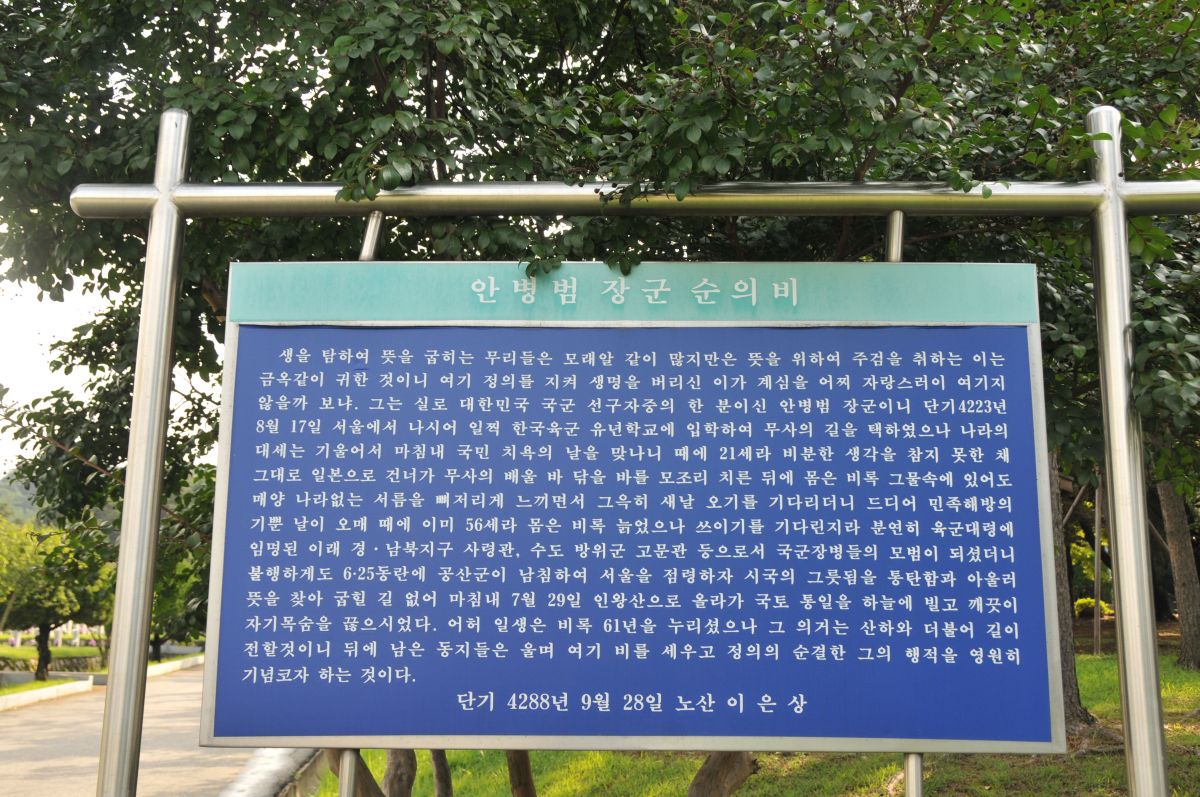 안병범 장군 순의비
생을 탐하여 뜻을 굽히는 무리들은 모래알 같이 많지만은 뜻을 위하여 주검을 취하는 이는
금옥같이 귀한 것이니 여기 정의를 지켜 생명을 버리신 이가 계심을 어찌 자랑스러이 여기지
않을까 보냐. 그는 실로 대한민국 국군 선구자중의 한 분이신 안병범 장군이니 단기4223년
8월 17일 서울에서 나시어 일찍 한국육군 유년학교에 입학하여 무사의 길을 택하였으나 나라의
대세는 기울어서 마침내 국민 치욕의 날을 맞나니 때에 21세라 비분한 생각을 참지 못한 채
그대로 일본으로 건너가 무사의 배울 바 닦을 바를 모조리 치른 뒤에 몸은 비록 그물속에 있어도
매양 나라없는 서름을 뼈저리게 느끼면서 그윽히 새날 오기를 기다리더니 드디어 민족해방의
기쁜 날이 오매 때에 이미 56세라 몸은 비록 늙었으나 쓰이기를 기다린지라 분연히 육군대령에
임명된 이래 경·남북지구 사령관, 수도 방위군 고문관 등으로서 국군장병들의 모범이 되셨더니
불행하게도 6·25동란에 공산군이 남침하여 서울을 점령하자 시국의 그릇됨을 통탄함과 아울러
뜻을 찾아 굽힐 길 없어 마침내 7월 29일 인왕산으로 올라가 국토 통일을 하늘에 빌고 깨끗이
자기목숨을 끊으시었다. 어허 일생은 비록 61년을 누리셨으나 그 의거는 산하와 더불어 길이
전할것이니 뒤에 남은 동지들은 울며 여기 비를 세우고 정의의 순결한 그의 행적을 영원히
기념코자 하는 것이다.
단기 4288년 9월 28일 노산 이 은 상